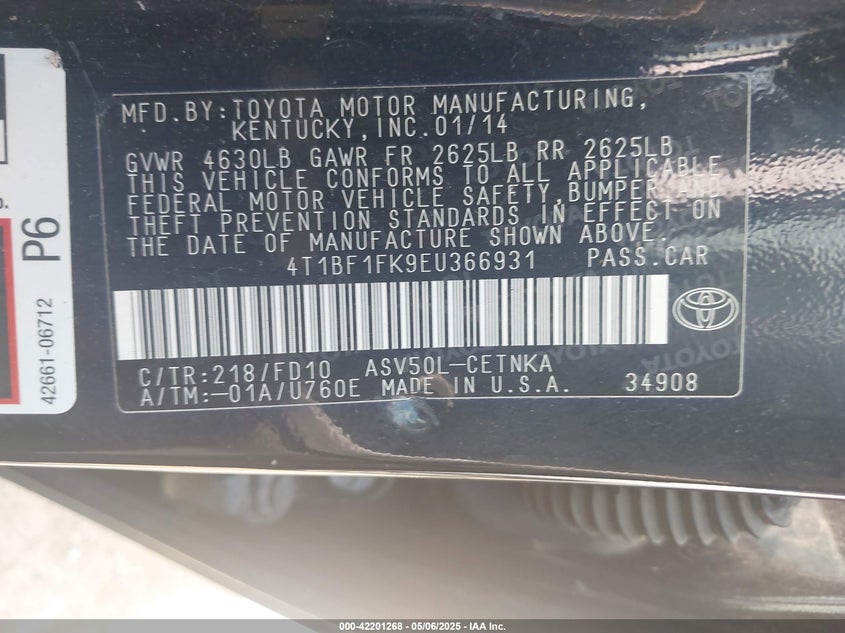 MFD.BY:TOYOTA MOTOR MANUFACTURING,
KENTUCKY,INC.01/14
GVWR 4630LB GAWR FR 2625LB RR 2625LB
THIS VEHICLE CONFORMS TO ALL APPLICABLE
FEDERAL MOTOR VEHICLE SAFETY,BUMPER,AND
THEFT PREVENTION STANDARDS IN EFFECT ON
THE DATE OF MANUFACTURE SHOWN ABOVE.
4T1BF1FK9EU366931 PASS.CAR
C/TR:218/FD10 ASV50L-CETNKA
A/TM:-01A/U760E MADE IN U.S.A. 34908
P6
42661-06712
000-42201268 - 05/06/2025 - IAA Inc.